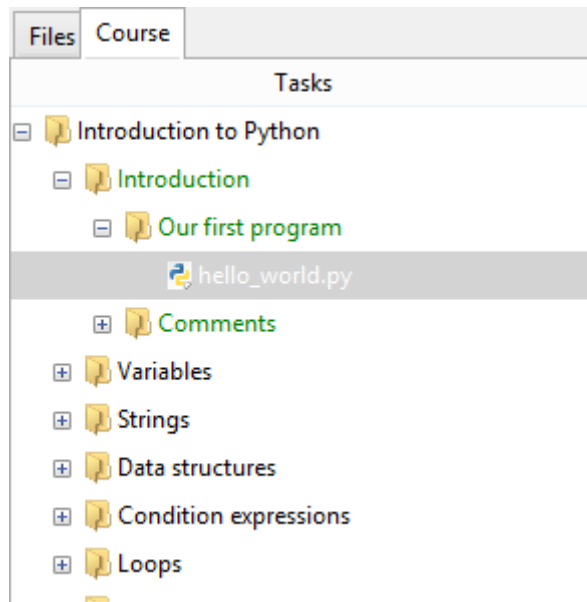 Files Course
Tasks
Introduction to Python
Introduction
Our first program
hello_world.py
Comments
Variables
Strings
Data structures
Condition expressions
Loops